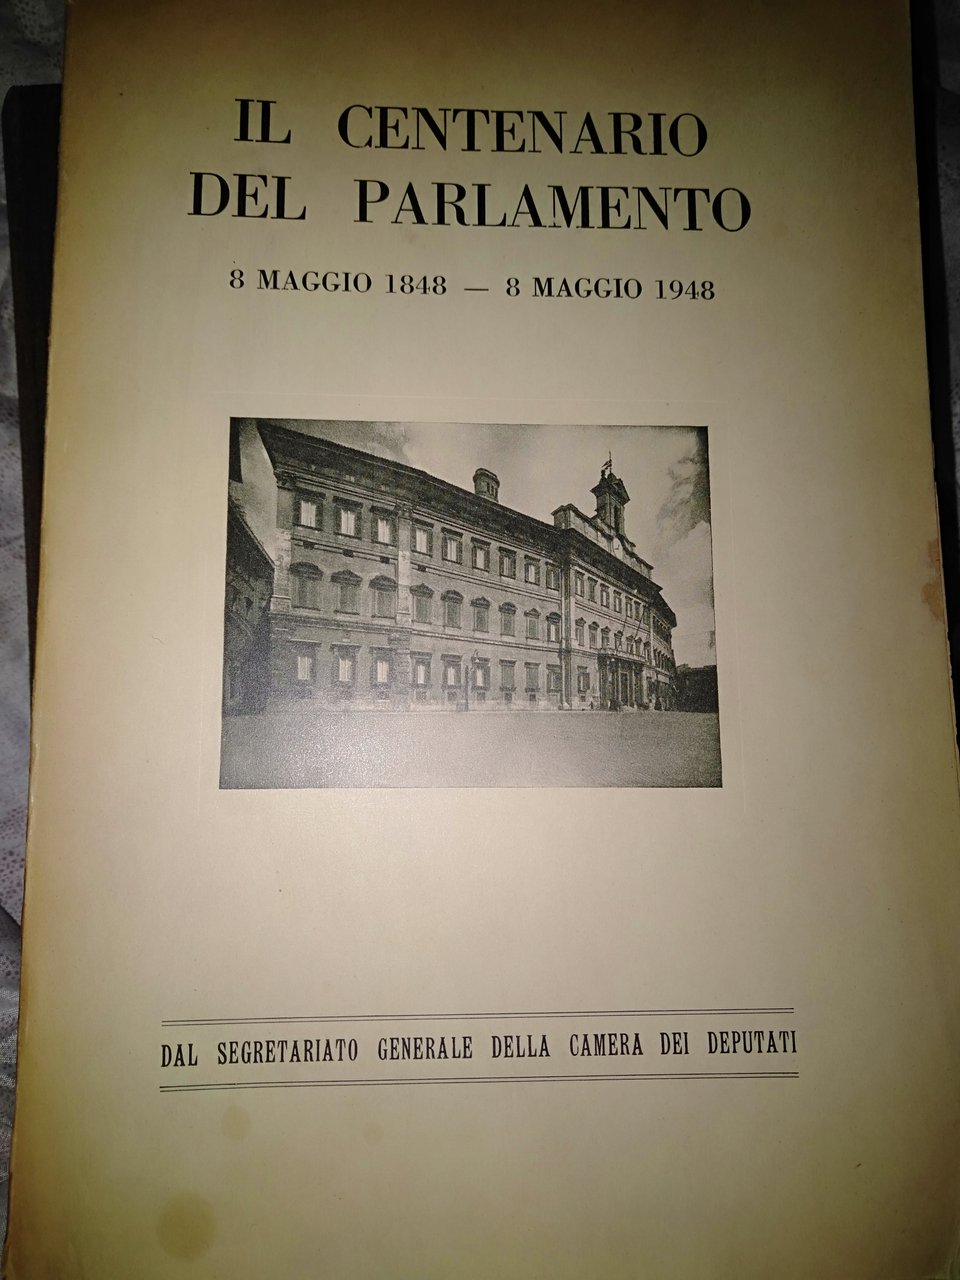 IL CENTENARIO
DEL PARLAMENTO
8 MAGGIO 1848 — 8 MAGGIO 1948
DAL SEGRETARIATO GENERALE DELLA CAMERA DEI DEPUTATI